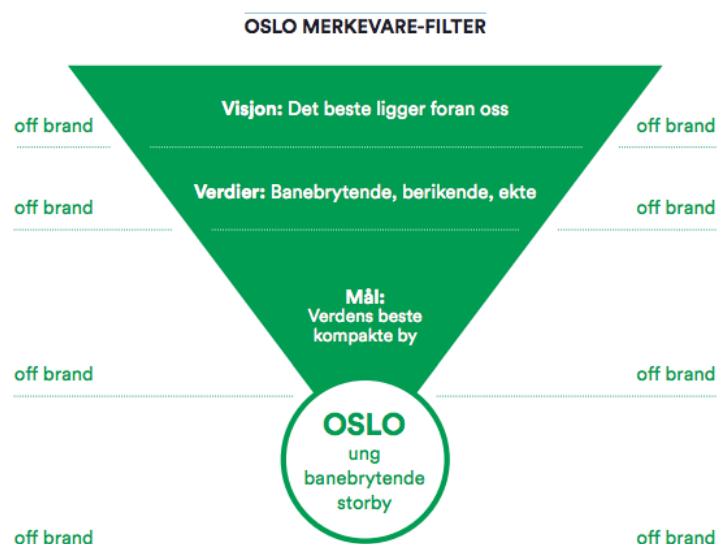 OSLO MERKEVARE-FILTER
Visjon: Det beste ligger foran oss
off brand
off brand
Verdier: Banebrytende, berikende, ekte
off brand
off brand
Mål:
Verdens beste
kompakte by
off brand
off brand
OSLO
ung
banebrytende
storby
off brand
off brand